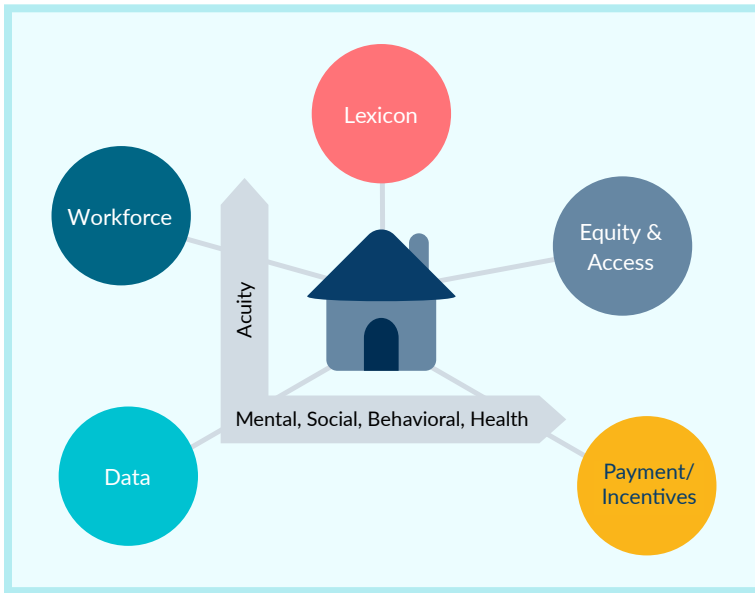 Lexicon
Workforce
Equity &
Access
Acuity
Mental, Social, Behavioral, Health
Data
Payment/
Incentives